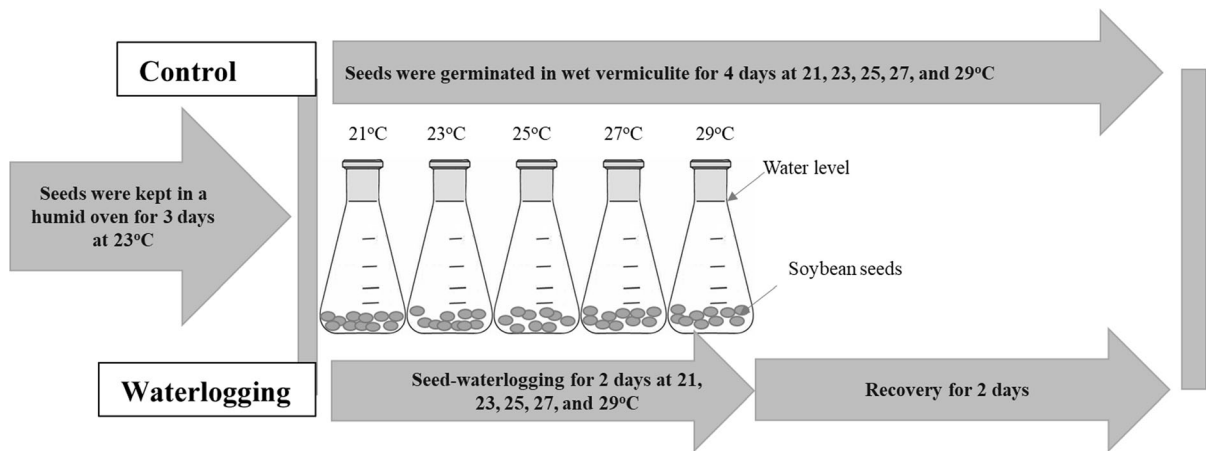 Control
Seeds were germinated in wet vermiculite for 4 days at 21, 23, 25, 27, and 29°C
21°C 23°C 25°C 27°C 29°C
Water level
Seeds were kept in a
humid oven for 3 days
at 23°C
Soybean seeds
Waterlogging
Seed-waterlogging for 2 days at 21,
23, 25, 27, and 29°C
Recovery for 2 days